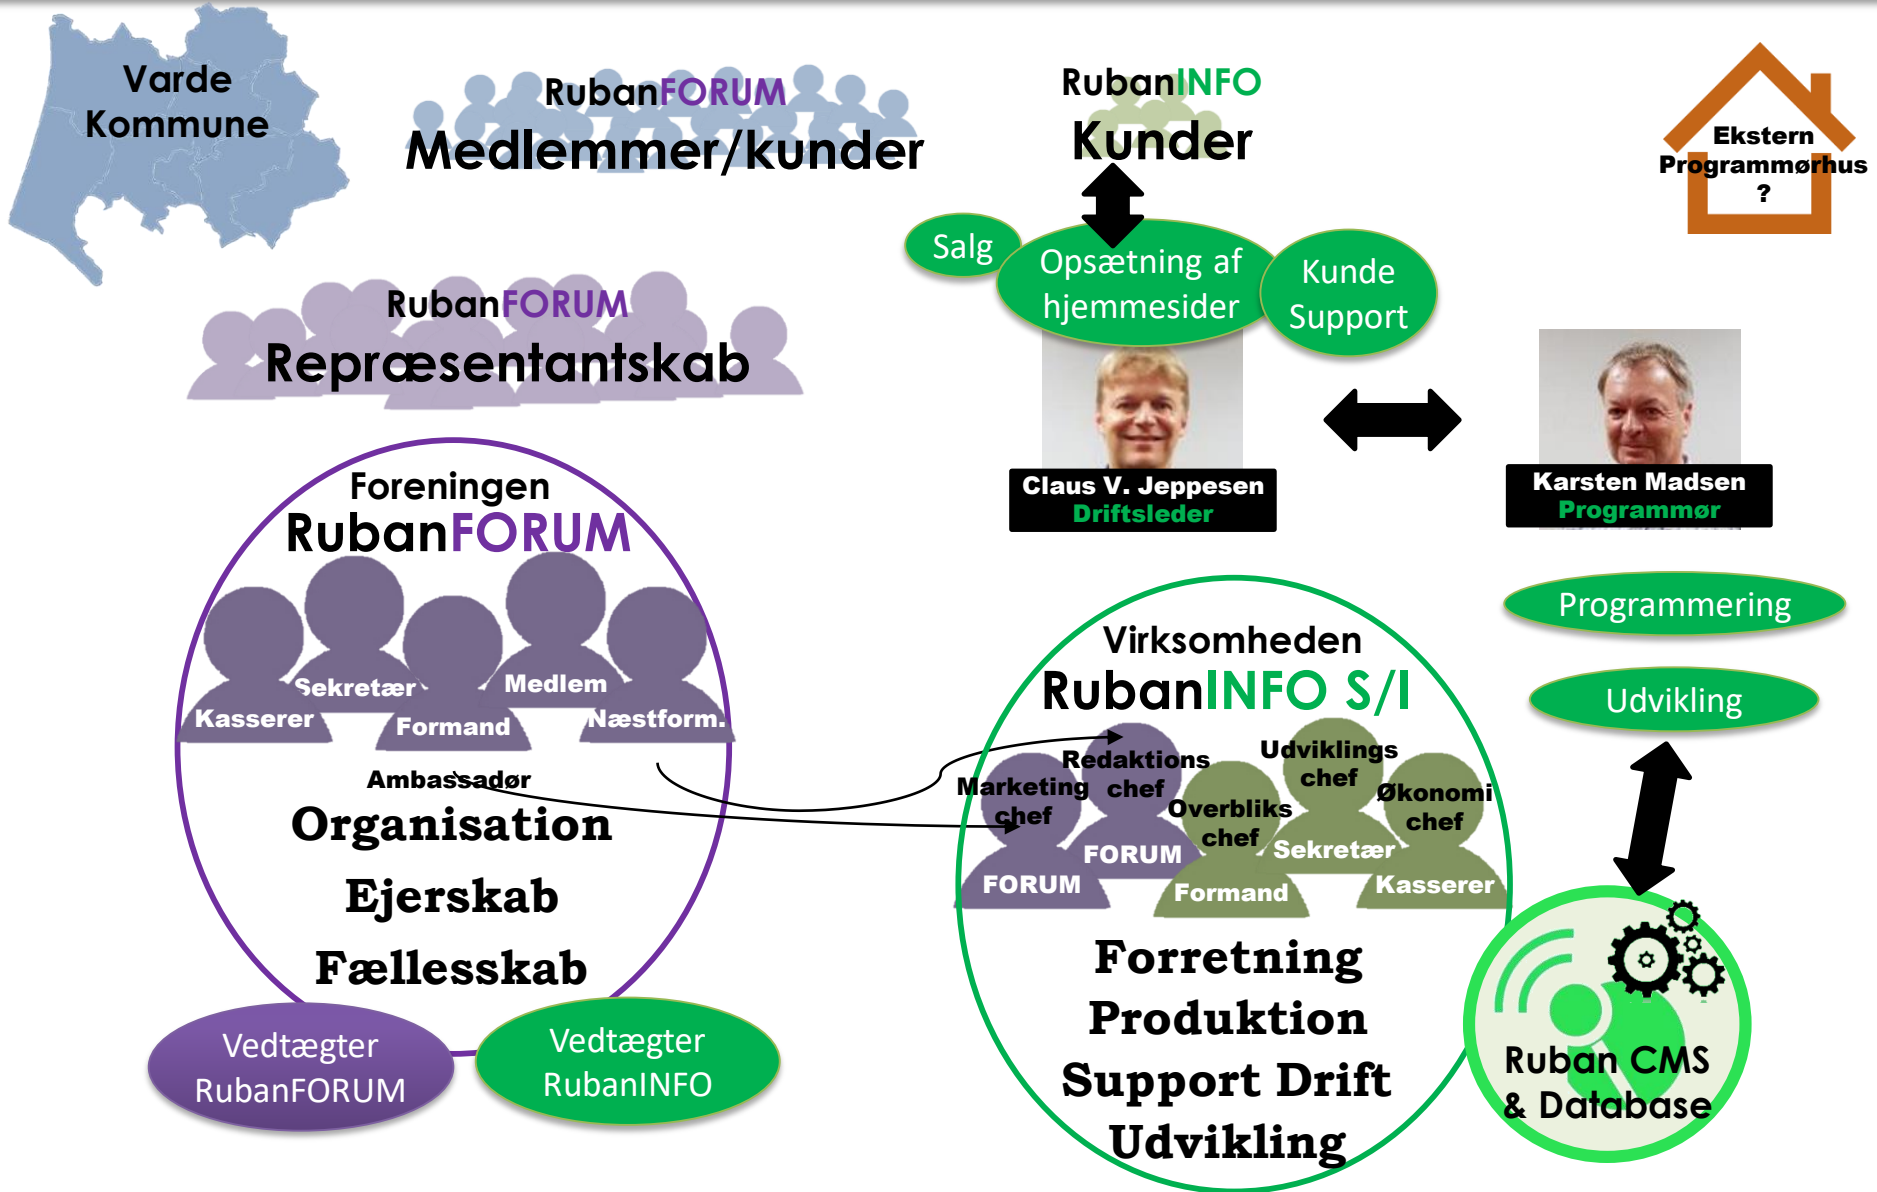 Varde
Kommune
RubanFORUM
Medlemmer/kunder
RubanINFO
Kunder
Ekstern
Programmørhus
?
Salg
Opsætning af
hjemmesider
Kunde
Support
RubanFORUM
Repræsentantskab
Claus V. Jeppesen
Driftsleder
Karsten Madsen
Programmør
Foreningen
RubanFORUM
Sekretær
Medlem
Kasserer
Formand
Næstform.
Ambassadør
Organisation
Ejerskab
Fællesskab
Vedtægter
RubanFORUM
Vedtægter
RubanINFO
Programmering
Udvikling
Virksomheden
RubanINFO S/I
Marketing
chef
Redaktions
chef
Overbliks
chef
Udviklings
chef
Økonomi
chef
FORUM
FORUM
Formand
Sekretær
Kasserer
Forretning
Produktion
Support Drift
Udvikling
Ruban CMS
& Database